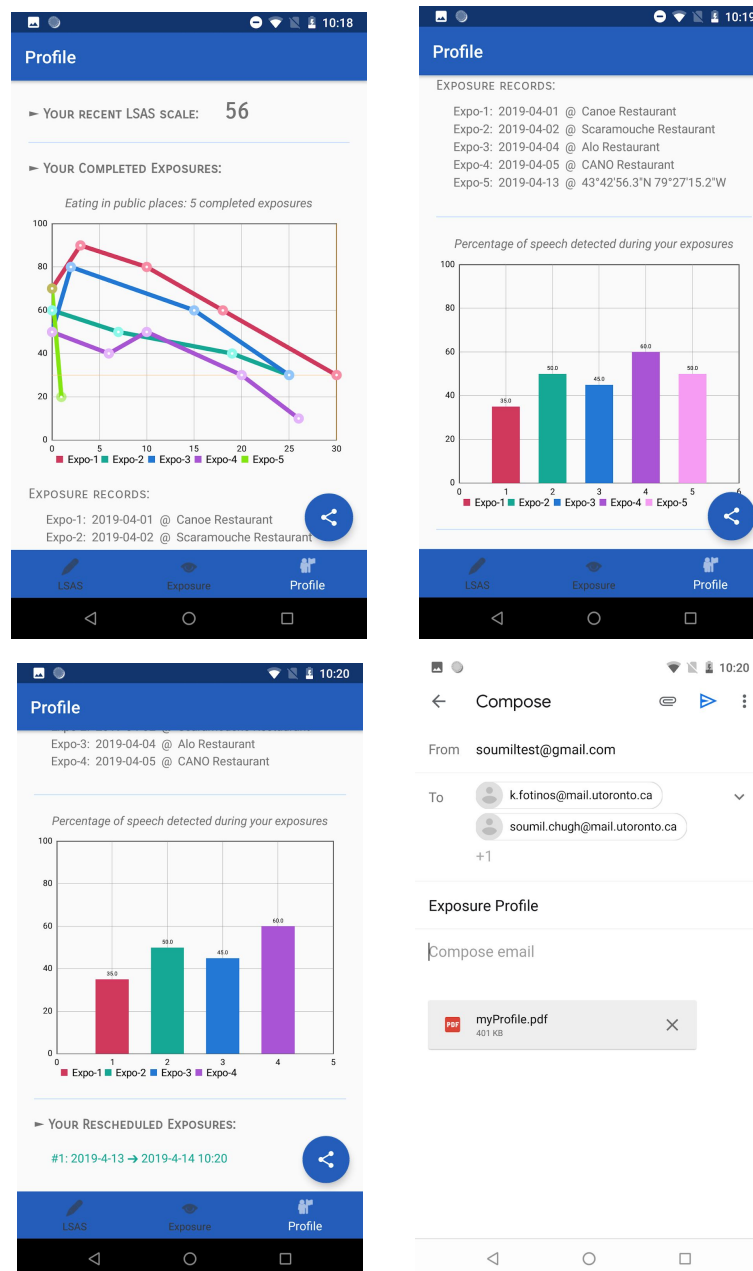 10:18
Profile
► YOUR RECENT LSAS SCALE: 56
► YOUR COMPLETED EXPOSURES:
Eating in public places: 5 completed exposures
100
80
60
40
20
0
0 5 10 15 20 25 30
Expo-1 Expo-2 Expo-3 Expo-4 Expo-5
EXPOSURE RECORDS:
Expo-1: 2019-04-01 @ Canoe Restaurant
Expo-2: 2019-04-02 @ Scaramouche Restaurant
LSAS Exposure Profile
10:19
Profile
EXPOSURE RECORDS:
Expo-1: 2019-04-01 @ Canoe Restaurant
Expo-2: 2019-04-02 @ Scaramouche Restaurant
Expo-3: 2019-04-04 @ Alo Restaurant
Expo-4: 2019-04-05 @ CANO Restaurant
Expo-5: 2019-04-13 @ 43°42'56.3"N 79°27'15.2"W
Percentage of speech detected during your exposures
100
80
60
40
20
0
35.0 50.0 45.0 60.0 50.0
0 1 2 3 4 5 6
Expo-1 Expo-2 Expo-3 Expo-4 Expo-5
LSAS Exposure Profile
10:20
Profile
Expo-3: 2019-04-04 @ Alo Restaurant
Expo-4: 2019-04-05 @ CANO Restaurant
Percentage of speech detected during your exposures
100
80
60
40
20
0
35.0 50.0 45.0 60.0
0 1 2 3 4 5
Expo-1 Expo-2 Expo-3 Expo-4
► YOUR RESCHEDULED EXPOSURES:
#1: 2019-4-13 → 2019-4-14 10:20
LSAS Exposure Profile
10:20
Compose
From soumiltest@gmail.com
To k.fotinos@mail.utoronto.ca
soumil.chugh@mail.utoronto.ca
+1
Exposure Profile
Compose email
PDF myProfile.pdf
401 KB